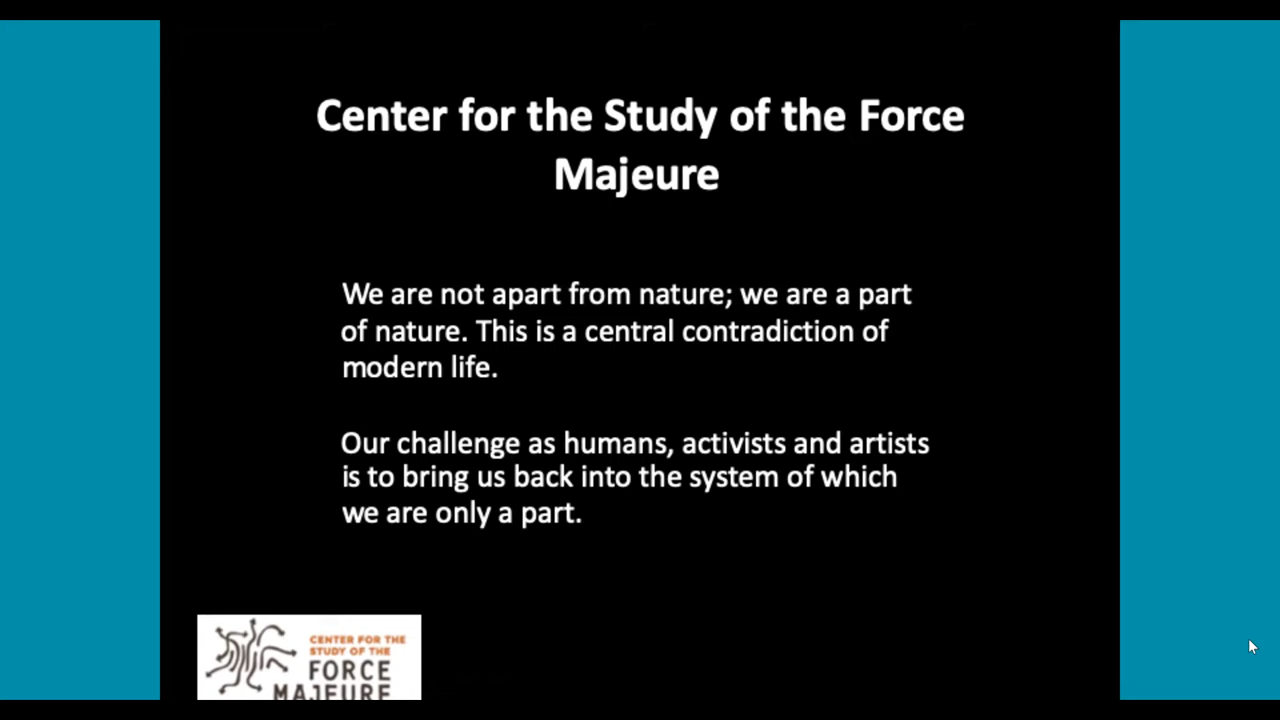 Center for the Study of the Force
Majeure
We are not apart from nature; we are a part
of nature. This is a central contradiction of
modern life.
Our challenge as humans, activists and artists
is to bring us back into the system of which
we are only a part.
CENTER FOR THE
STUDY OF THE
FORCE
MAJEURE